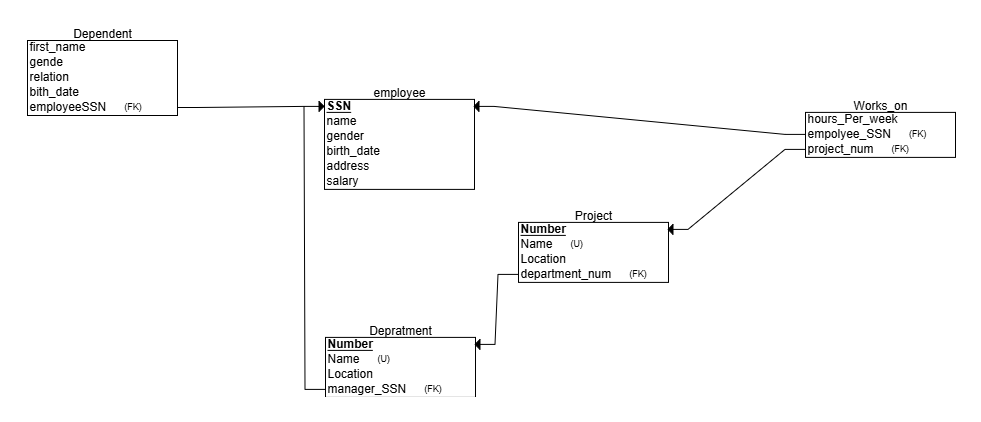 Dependent
first_name
gende
relation
bith_date
employeeSSN (FK)
employee
SSN
name
gender
birth_date
address
salary
Works_on
hours_Per_week
empolyee_SSN (FK)
project_num (FK)
Project
Number
Name (U)
Location
department_num (FK)
Depratment
Number
Name (U)
Location
manager_SSN (FK)